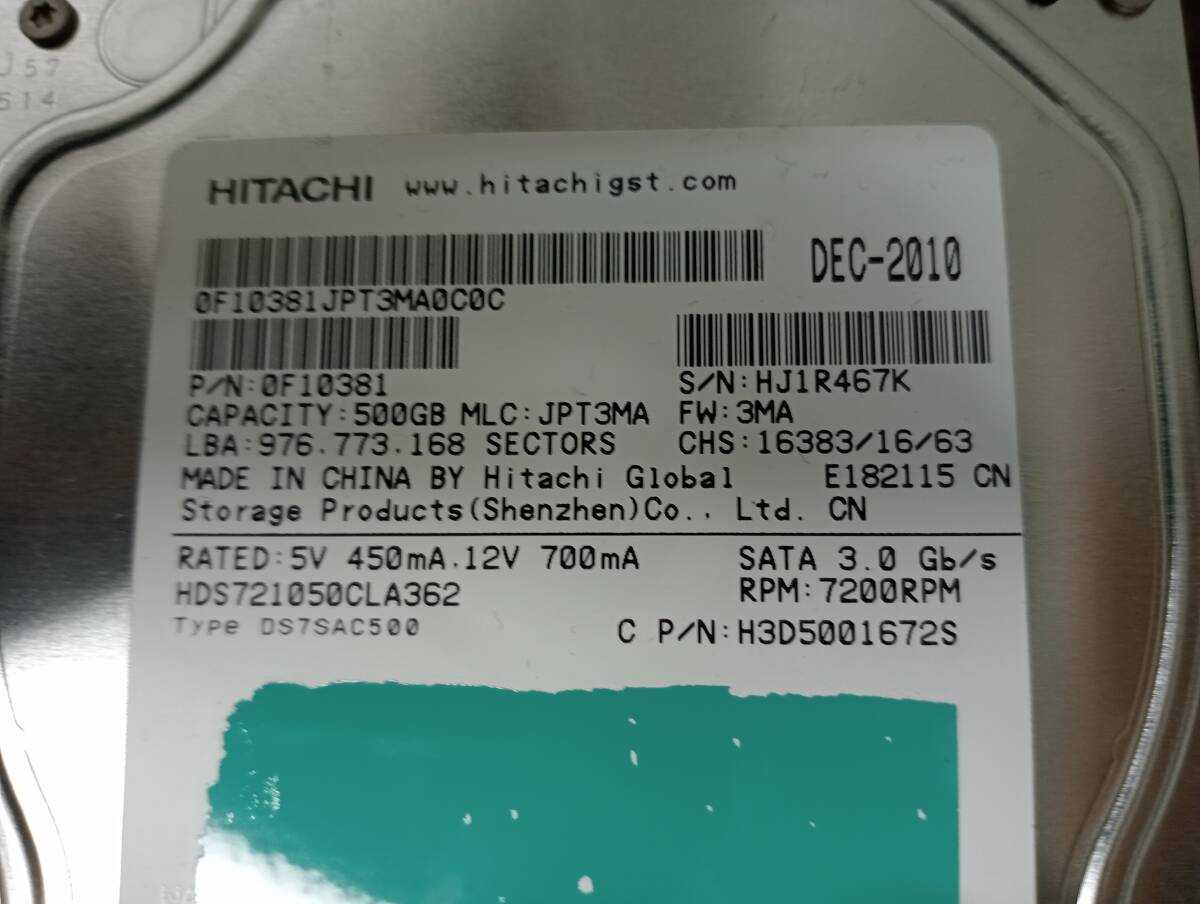 J57
514
HITACHI www.hitachigst.com
DEC-2010
0F10381JPT3MA0C0C
P/N:0F10381 S/N:HJ1R467K
CAPACITY:500GB MLC:JPT3MA FW:3MA
LBA:976.773.168 SECTORS CHS:16383/16/63
MADE IN CHINA BY Hitachi Global E182115 CN
Storage Products(Shenzhen)Co., Ltd. CN
RATED:5V 450mA.12V 700mA SATA 3.0 Gb/s
HDS721050CLA362 RPM:7200RPM
Type DS7SAC500 C P/N:H3D5001672S